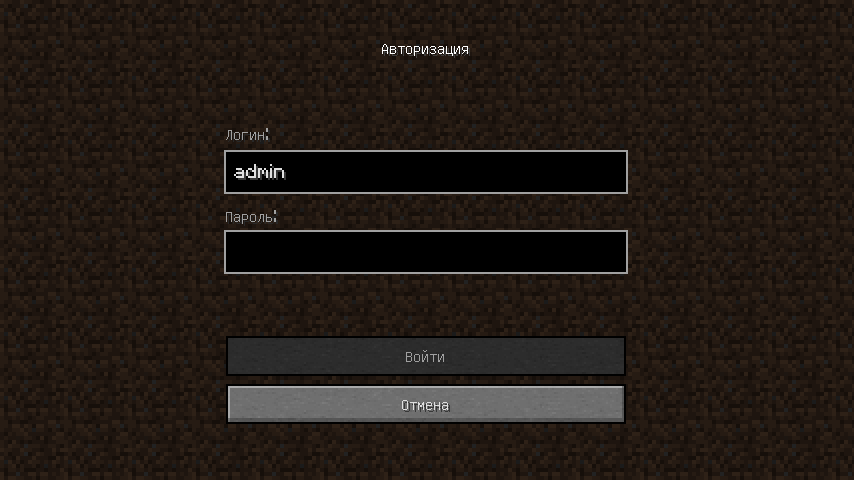 Авторизация
Логин:
admin
Пароль:
Войти
Отмена